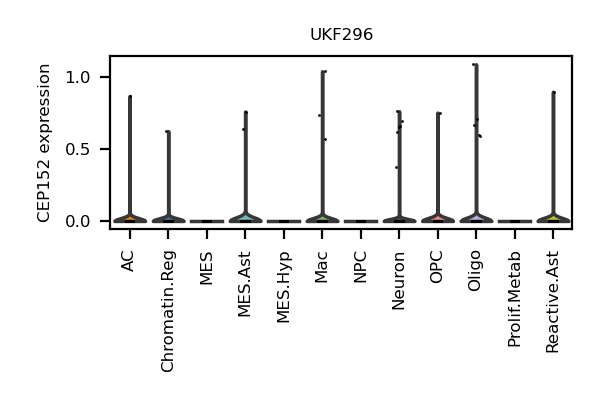 UKF296
CEP152 expression
1.0
0.5
0.0
AC
Chromatin.Reg
MES
MES.Ast
MES.Hyp
Mac
NPC
Neuron
OPC
Oligo
Prolif.Metab
Reactive.Ast